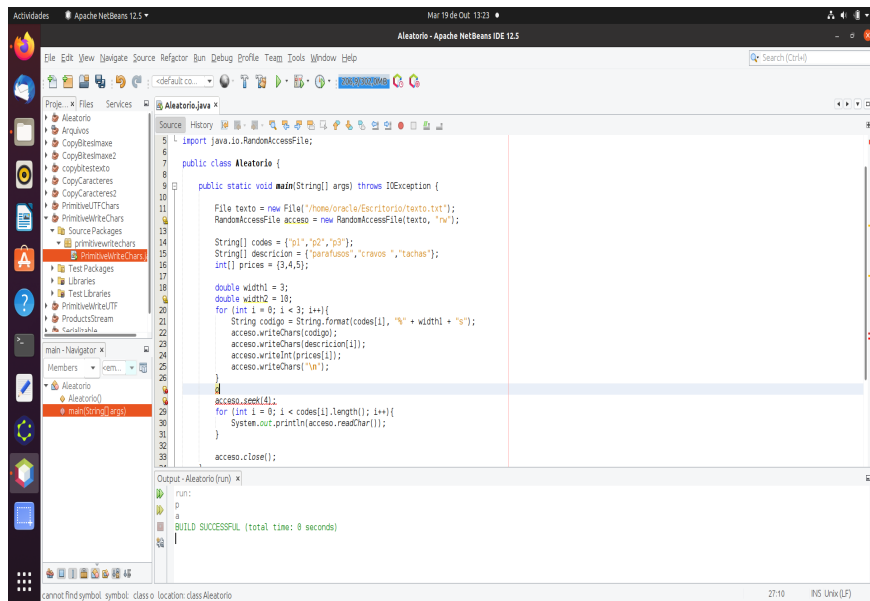 Actividades Apache NetBeans 12.5 Mar 19 de Out 13:23
Aleatorio - Apache NetBeans IDE 12.5
File Edit View Navigate Source Refactor Run Debug Profile Team Tools Window Help
Search (Ctrl+I)
<default co...
Proje... x Files Services
Aleatorio
Arquivos
CopyBitesImaxe
CopyBitesImaxe2
copybitestexto
CopyCaracteres
CopyCaracteres2
PrimitiveUTFChars
PrimitiveWriteChars
Source Packages
primitivewritechars
PrimitiveWriteChars.j
Test Packages
Libraries
Test Libraries
PrimitiveWriteUTF
ProductsStream
Serializable
main - Navigator x
Members <em...
Aleatorio
Aleatorio()
main(String[] args)
Aleatorio.java x
Source History
5 import java.io.RandomAccessFile;
6
7 public class Aleatorio {
8
9 public static void main(String[] args) throws IOException {
10
11 File texto = new File("/home/oracle/Escritorio/texto.txt");
RandomAccessFile acceso = new RandomAccessFile(texto, "rw");
13
14 String[] codes = {"p1","p2","p3"};
15 String[] descricion = {"parafusos","cravos ","tachas"};
16 int[] prices = {3,4,5};
17
18 double width1 = 3;
double width2 = 10;
20 for (int i = 0; i < 3; i++){
21 String codigo = String.format(codes[i], "%" + width1 + "s");
22 acceso.writeChars(codigo);
23 acceso.writeChars(descricion[i]);
24 acceso.writeInt(prices[i]);
25 acceso.writeChars("\n");
26 }
o
acceso.seek(4);
29 for (int i = 0; i < codes[i].length(); i++){
30 System.out.println(acceso.readChar());
31 }
32
33 acceso.close();
Output - Aleatorio (run) x
run:
p
a
BUILD SUCCESSFUL (total time: 0 seconds)
cannot find symbol symbol: class o location: class Aleatorio 27:10 INS Unix (LF)